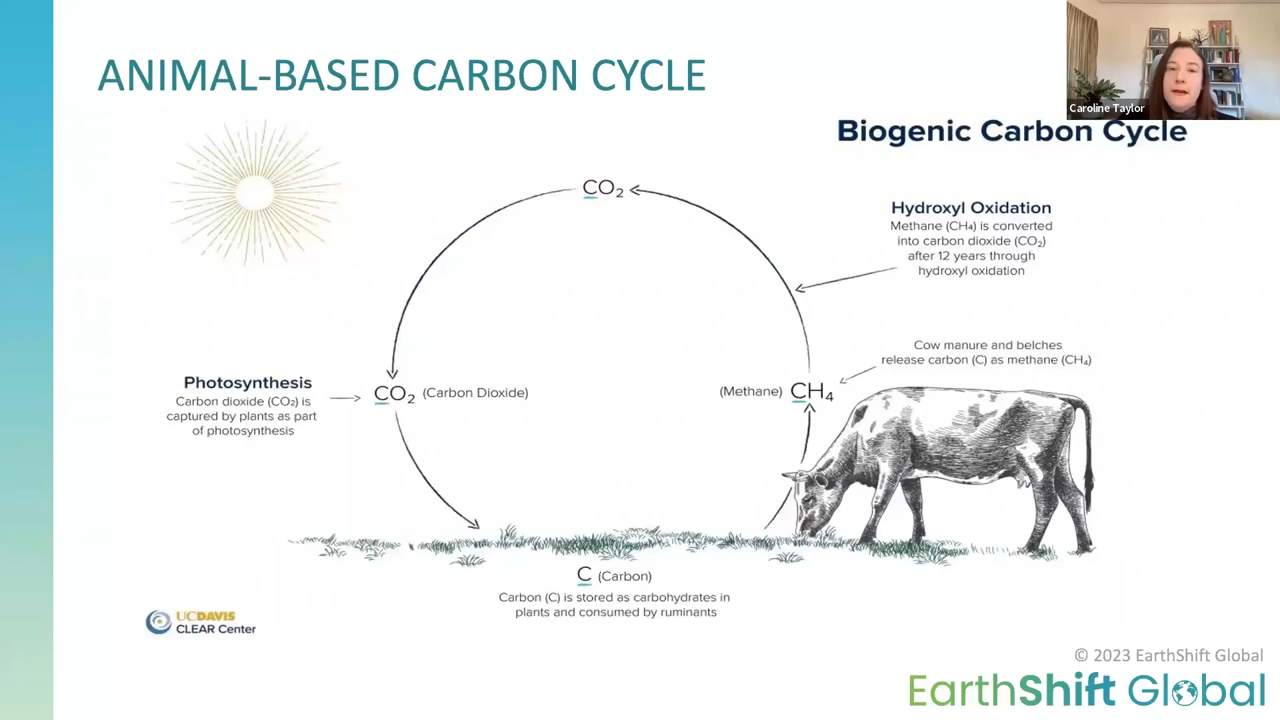 ANIMAL-BASED CARBON CYCLE
Caroline Taylor
Biogenic Carbon Cycle
CO₂
Hydroxyl Oxidation
Methane (CH₄) is converted
into carbon dioxide (CO₂)
after 12 years through
hydroxyl oxidation
Cow manure and belches
release carbon (C) as methane (CH₄)
Photosynthesis
Carbon dioxide (CO₂) is
captured by plants as part
of photosynthesis
CO₂ (Carbon Dioxide)
(Methane) CH₄
C (Carbon)
Carbon (C) is stored as carbohydrates in
plants and consumed by ruminants
UCDAVIS
CLEAR Center
© 2023 EarthShift Global
EarthShift Global